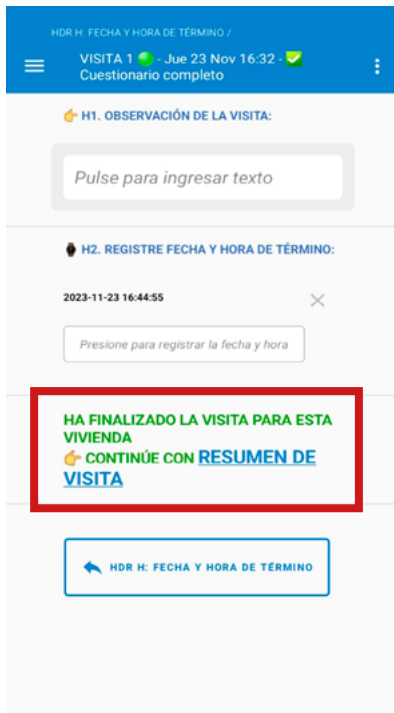 HDR H: FECHA Y HORA DE TÉRMINO /
VISITA 1 🟢 - Jue 23 Nov 16:32 - ✅
Cuestionario completo
👉 H1. OBSERVACIÓN DE LA VISITA:
Pulse para ingresar texto
⌚ H2. REGISTRE FECHA Y HORA DE TÉRMINO:
2023-11-23 16:44:55
Presione para registrar la fecha y hora
HA FINALIZADO LA VISITA PARA ESTA
VIVIENDA
👉 CONTINÚE CON RESUMEN DE
VISITA
HDR H: FECHA Y HORA DE TÉRMINO